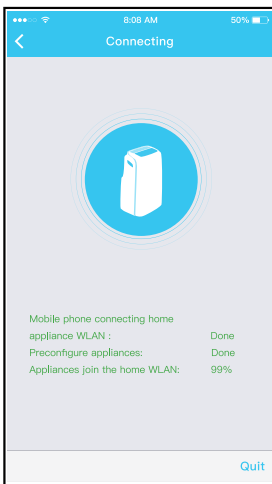 8:08 AM
50%
Connecting
Mobile phone connecting home
appliance WLAN : Done
Preconfigure appliances: Done
Appliances join the home WLAN: 99%
Quit